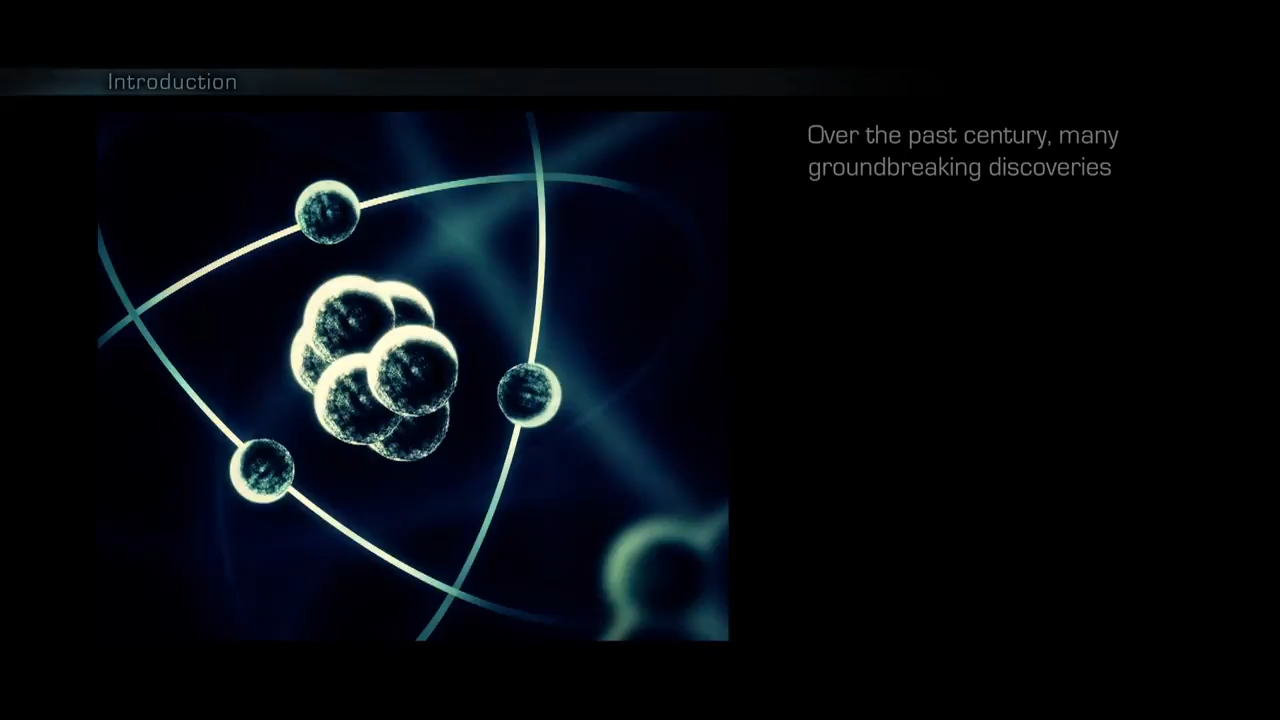 Introduction
Over the past century, many
groundbreaking discoveries